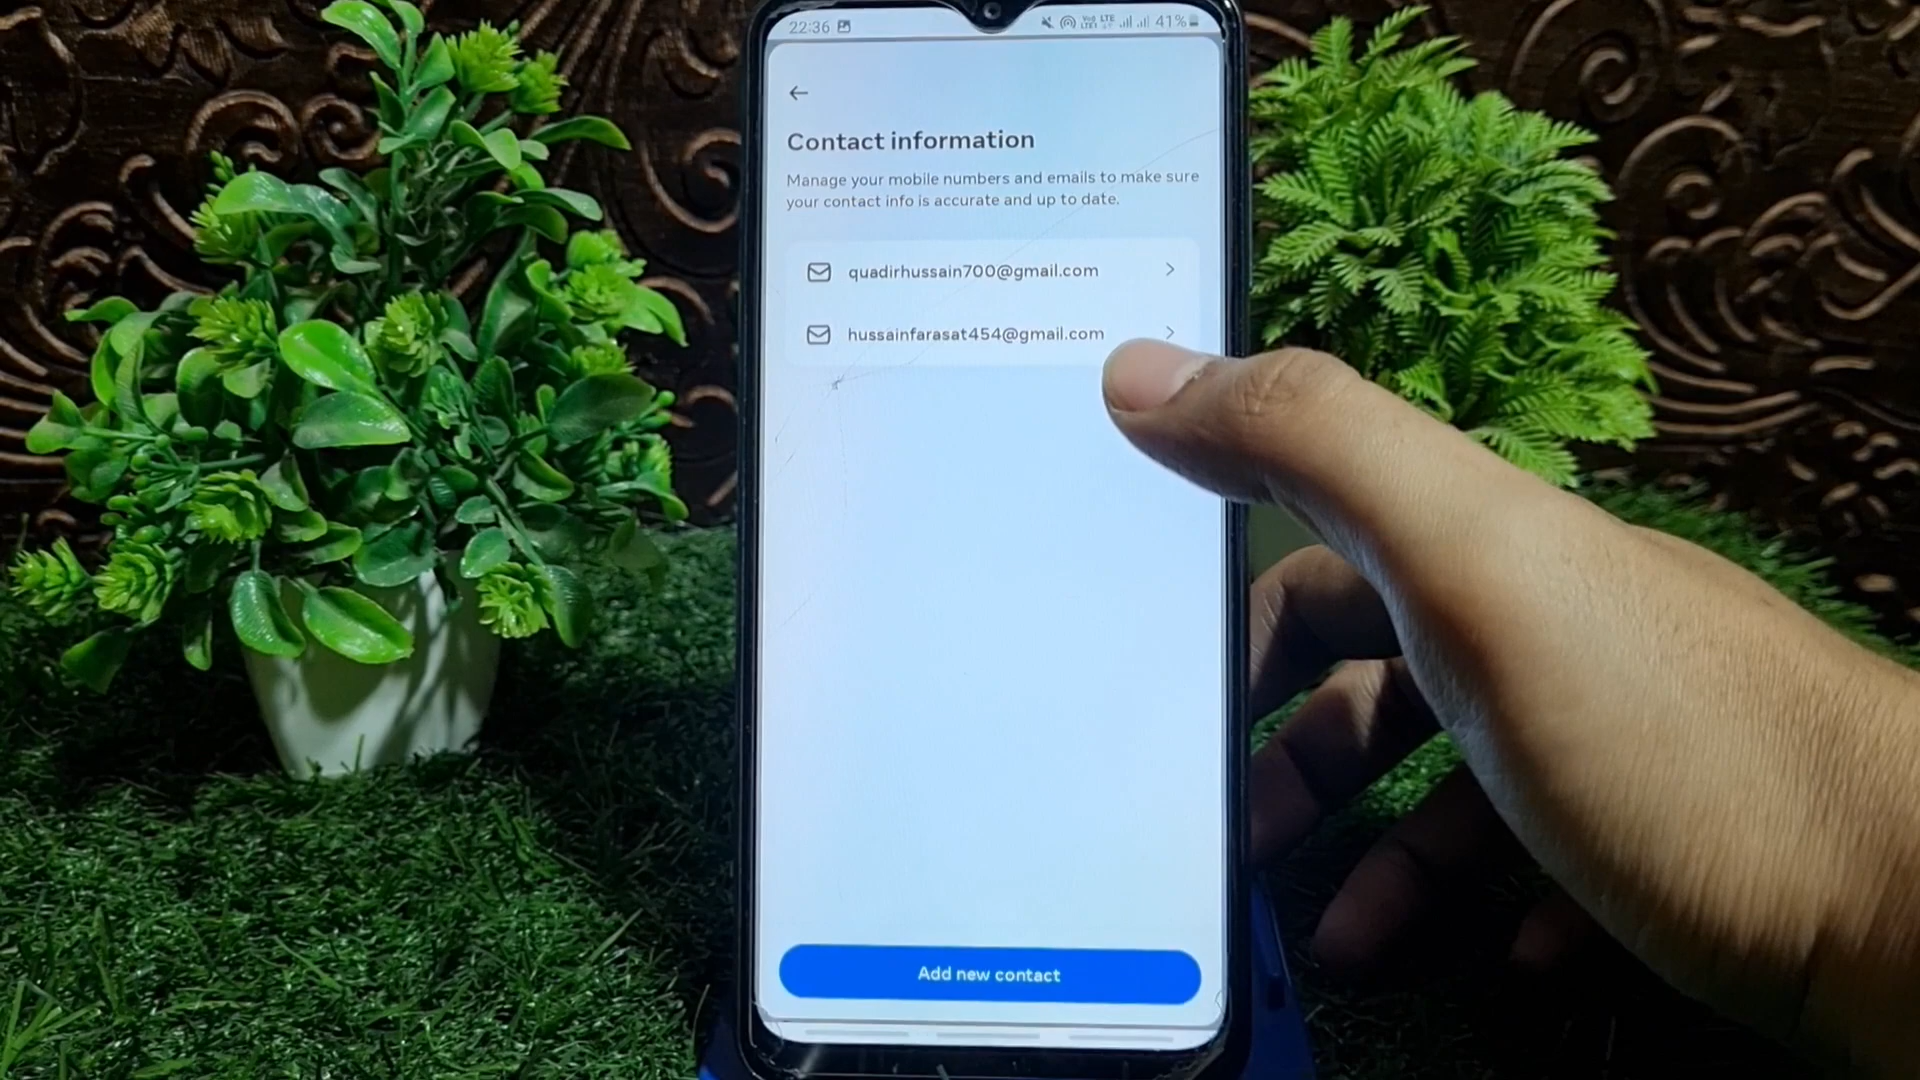 22:36 LTE 41%
Contact information
Manage your mobile numbers and emails to make sure
your contact info is accurate and up to date.
quadirhussain700@gmail.com
hussainfarasat454@gmail.com
Add new contact